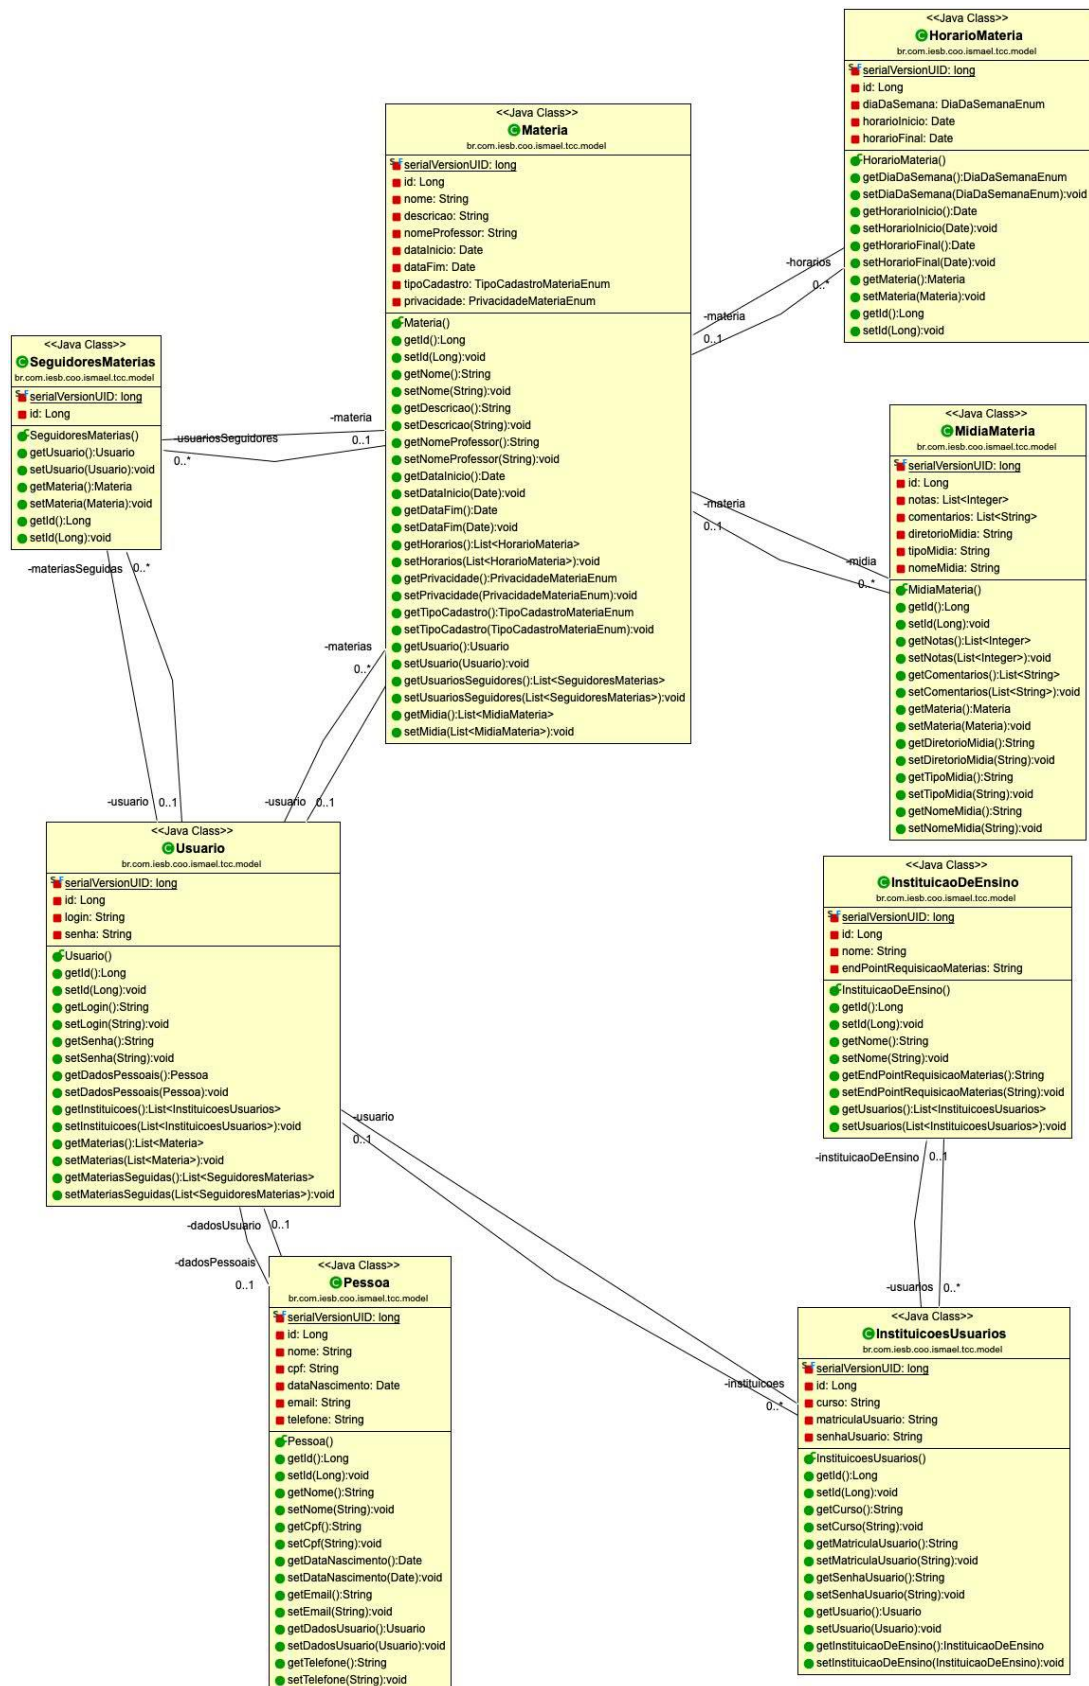 <<Java Class>>
HorarioMateria
br.com.iesb.coo.ismael.tcc.model
serialVersionUID: long
id: Long
diaDaSemana: DiaDaSemanaEnum
horarioInicio: Date
horarioFinal: Date
HorarioMateria()
getDiaDaSemana():DiaDaSemanaEnum
setDiaDaSemana(DiaDaSemanaEnum):void
getHorarioInicio():Date
setHorarioInicio(Date):void
getHorarioFinal():Date
setHorarioFinal(Date):void
getMateria():Materia
setMateria(Materia):void
getId():Long
setId(Long):void
<<Java Class>>
Materia
br.com.iesb.coo.ismael.tcc.model
serialVersionUID: long
id: Long
nome: String
descricao: String
nomeProfessor: String
dataInicio: Date
dataFim: Date
tipoCadastro: TipoCadastroMateriaEnum
privacidade: PrivacidadeMateriaEnum
Materia()
getId():Long
setId(Long):void
getNome():String
setNome(String):void
getDescricao():String
setDescricao(String):void
getNomeProfessor():String
setNomeProfessor(String):void
getDataInicio():Date
setDataInicio(Date):void
getDataFim():Date
setDataFim(Date):void
getHorarios():List<HorarioMateria>
setHorarios(List<HorarioMateria>):void
getPrivacidade():PrivacidadeMateriaEnum
setPrivacidade(PrivacidadeMateriaEnum):void
getTipoCadastro():TipoCadastroMateriaEnum
setTipoCadastro(TipoCadastroMateriaEnum):void
getUsuario():Usuario
setUsuario(Usuario):void
getUsuariosSeguidores():List<SeguidoresMaterias>
setUsuariosSeguidores(List<SeguidoresMaterias>):void
getMidia():List<MidiaMateria>
setMidia(List<MidiaMateria>):void
-horarios
0..*
-materia
0..1
<<Java Class>>
SeguidoresMaterias
br.com.iesb.coo.ismael.tcc.model
serialVersionUID: long
id: Long
SeguidoresMaterias()
getUsuario():Usuario
setUsuario(Usuario):void
getMateria():Materia
setMateria(Materia):void
getId():Long
setId(Long):void
-materia
0..1
-usuariosSeguidores
0..*
<<Java Class>>
MidiaMateria
br.com.iesb.coo.ismael.tcc.model
serialVersionUID: long
id: Long
notas: List<Integer>
comentarios: List<String>
diretorioMidia: String
tipoMidia: String
nomeMidia: String
MidiaMateria()
getId():Long
setId(Long):void
getNotas():List<Integer>
setNotas(List<Integer>):void
getComentarios():List<String>
setComentarios(List<String>):void
getMateria():Materia
setMateria(Materia):void
getDiretorioMidia():String
setDiretorioMidia(String):void
getTipoMidia():String
setTipoMidia(String):void
getNomeMidia():String
setNomeMidia(String):void
-materia
0..1
-midia
0..*
-materiasSeguidas
0..*
-usuario
0..1
-materias
0..*
-usuario
0..1
<<Java Class>>
Usuario
br.com.iesb.coo.ismael.tcc.model
serialVersionUID: long
id: Long
login: String
senha: String
Usuario()
getId():Long
setId(Long):void
getLogin():String
setLogin(String):void
getSenha():String
setSenha(String):void
getDadosPessoais():Pessoa
setDadosPessoais(Pessoa):void
getInstituicoes():List<InstituicoesUsuarios>
setInstituicoes(List<InstituicoesUsuarios>):void
getMaterias():List<Materia>
setMaterias(List<Materia>):void
getMateriasSeguidas():List<SeguidoresMaterias>
setMateriasSeguidas(List<SeguidoresMaterias>):void
<<Java Class>>
InstituicaoDeEnsino
br.com.iesb.coo.ismael.tcc.model
serialVersionUID: long
id: Long
nome: String
endPointRequisicaoMaterias: String
InstituicaoDeEnsino()
getId():Long
setId(Long):void
getNome():String
setNome(String):void
getEndPointRequisicaoMaterias():String
setEndPointRequisicaoMaterias(String):void
getUsuarios():List<InstituicoesUsuarios>
setUsuarios(List<InstituicoesUsuarios>):void
-usuario
0..1
-instituicoes
0..*
-instituicaoDeEnsino
0..1
-usuarios
0..*
-dadosUsuario
0..1
-dadosPessoais
0..1
<<Java Class>>
Pessoa
br.com.iesb.coo.ismael.tcc.model
serialVersionUID: long
id: Long
nome: String
cpf: String
dataNascimento: Date
email: String
telefone: String
Pessoa()
getId():Long
setId(Long):void
getNome():String
setNome(String):void
getCpf():String
setCpf(String):void
getDataNascimento():Date
setDataNascimento(Date):void
getEmail():String
setEmail(String):void
getDadosUsuario():Usuario
setDadosUsuario(Usuario):void
getTelefone():String
setTelefone(String):void
<<Java Class>>
InstituicoesUsuarios
br.com.iesb.coo.ismael.tcc.model
serialVersionUID: long
id: Long
curso: String
matriculaUsuario: String
senhaUsuario: String
InstituicoesUsuarios()
getId():Long
setId(Long):void
getCurso():String
setCurso(String):void
getMatriculaUsuario():String
setMatriculaUsuario(String):void
getSenhaUsuario():String
setSenhaUsuario(String):void
getUsuario():Usuario
setUsuario(Usuario):void
getInstituicaoDeEnsino():InstituicaoDeEnsino
setInstituicaoDeEnsino(InstituicaoDeEnsino):void